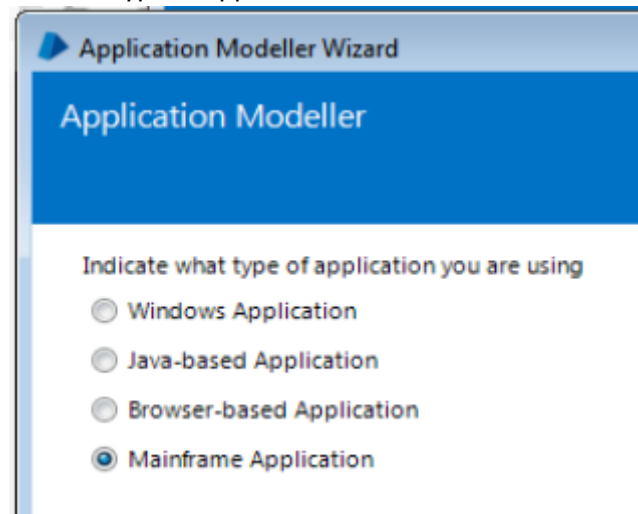 Application Modeller Wizard
Application Modeller
Indicate what type of application you are using
Windows Application
Java-based Application
Browser-based Application
Mainframe Application